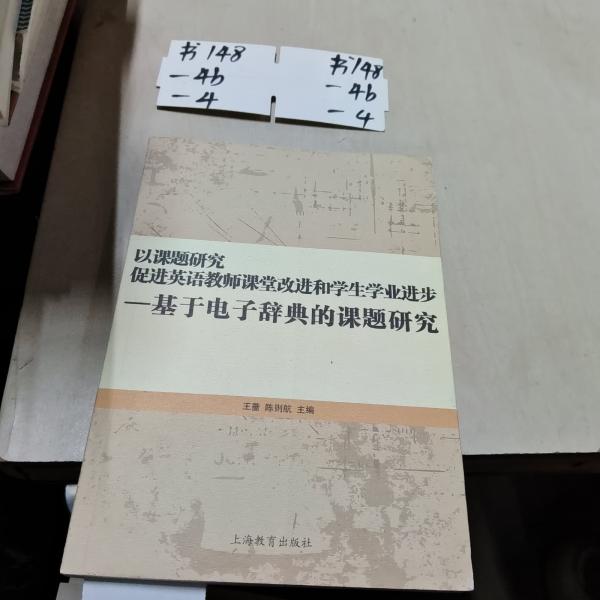 书148
-4b
-4
书148
-4b
-4
以课题研究
促进英语教师课堂改进和学生学业进步
—基于电子辞典的课题研究
王蔷 陈则航 主编
上海教育出版社